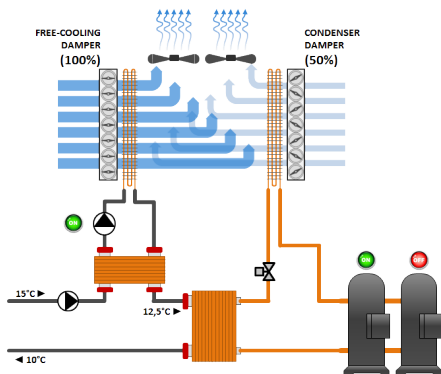 FREE-COOLING
DAMPER
(100%)
CONDENSER
DAMPER
(50%)
ON
ON
OFF
15°C
12,5°C
10°C